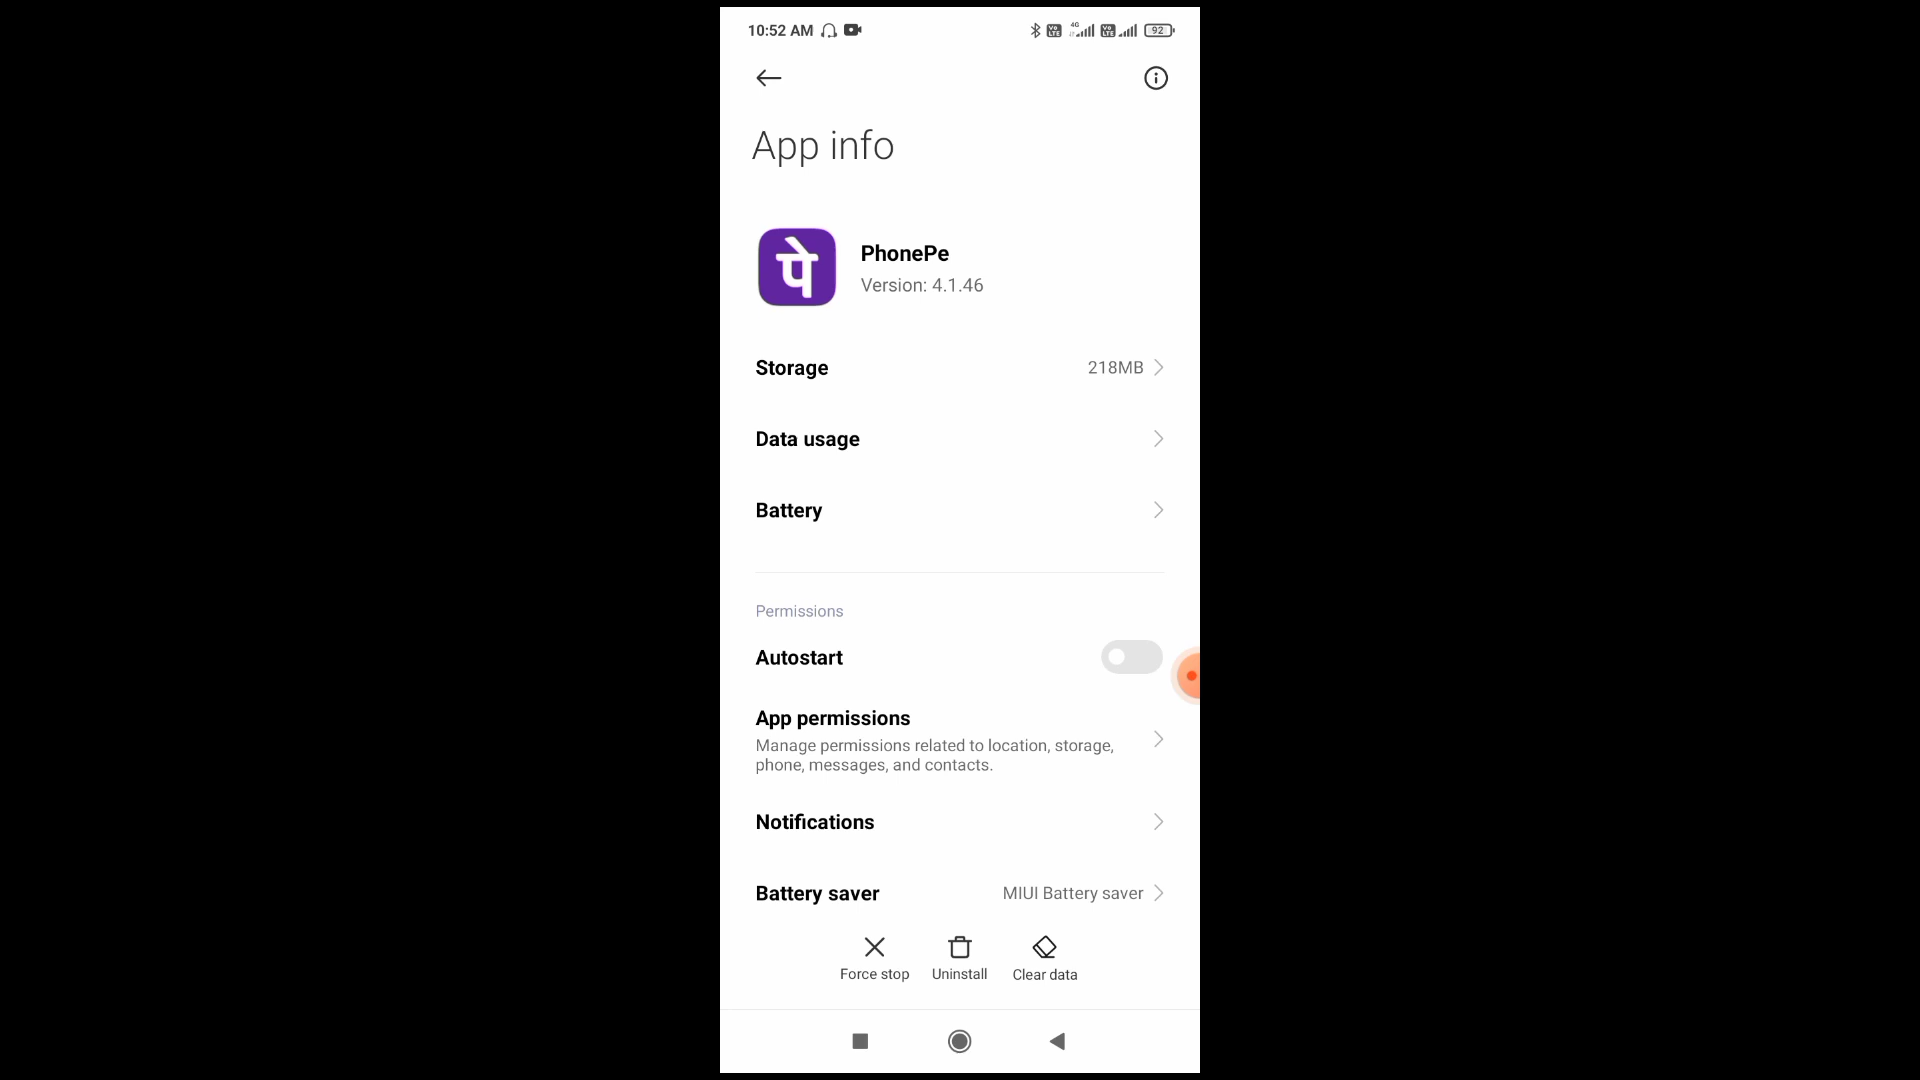 10:52 AM 4G 92
App info
पे
PhonePe
Version: 4.1.46
Storage 218MB
Data usage
Battery
Permissions
Autostart
App permissions
Manage permissions related to location, storage,
phone, messages, and contacts.
Notifications
Battery saver MIUI Battery saver
Force stop Uninstall Clear data